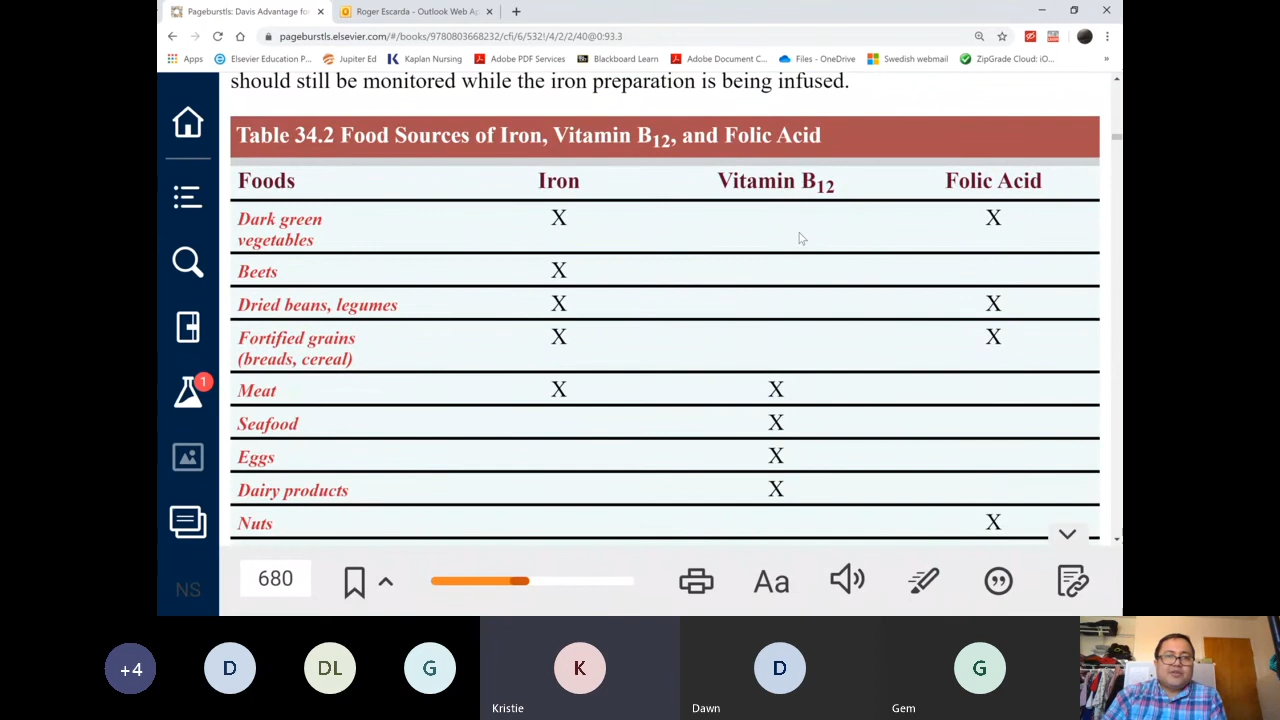 Pageburstls: Davis Advantage fo
Roger Escarda - Outlook Web Ap
pageburstls.elsevier.com/#/books/9780803668232/cfi/6/532!/4/2/2/40@0:93.3
Apps
Elsevier Education P...
Jupiter Ed
Kaplan Nursing
Adobe PDF Services
Blackboard Learn
Adobe Document C...
Files - OneDrive
Swedish webmail
ZipGrade Cloud: iO...
should still be monitored while the iron preparation is being infused.
Table 34.2 Food Sources of Iron, Vitamin B12, and Folic Acid
Foods Iron Vitamin B12 Folic Acid
Dark green X X
vegetables
Beets X
Dried beans, legumes X X
Fortified grains X X
(breads, cereal)
Meat X X
Seafood X
Eggs X
Dairy products X
Nuts X
1
NS
680
Aa
+4
D
DL
G
K
D
G
Kristie
Dawn
Gem